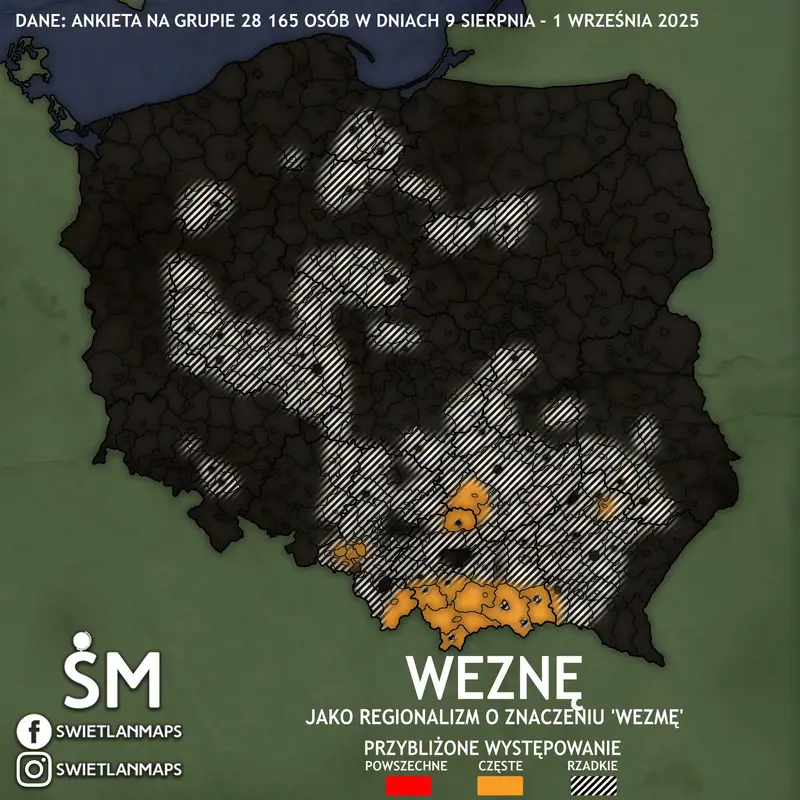 DANE: ANKIETA NA GRUPIE 28 165 OSÓB W DNIACH 9 SIERPNIA - 1 WRZEŚNIA 2025
ŚM
SWIETLANMAPS
SWIETLANMAPS
WEZNĘ
JAKO REGIONALIZM O ZNACZENIU 'WEZMĘ'
PRZYBLIŻONE WYSTĘPOWANIE
POWSZECHNE CZĘSTE RZADKIE